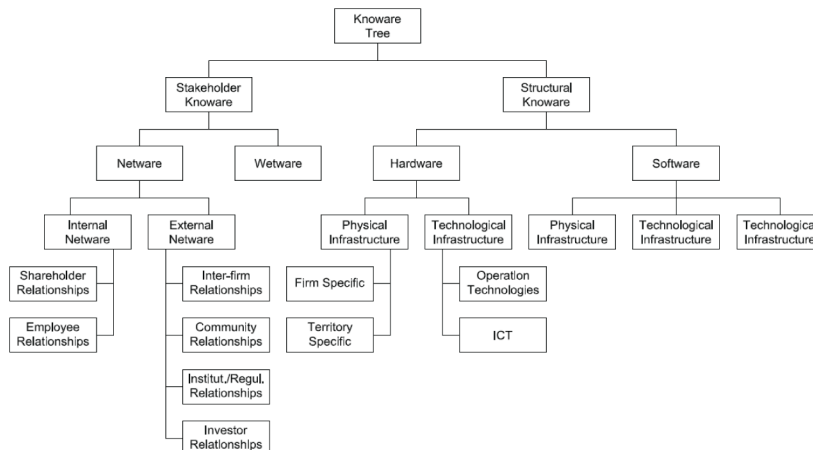 Knoware
Tree
Stakeholder
Knoware
Structural
Knoware
Netware
Wetware
Hardware
Software
Internal
Netware
External
Netware
Physical
Infrastructure
Technological
Infrastructure
Physical
Infrastructure
Technological
Infrastructure
Technological
Infrastructure
Shareholder
Relationships
Inter-firm
Relationships
Firm Specific
Operation
Technologies
Employee
Relationships
Community
Relationships
Territory
Specific
ICT
Institut./Regul.
Relationships
Investor
Relationships